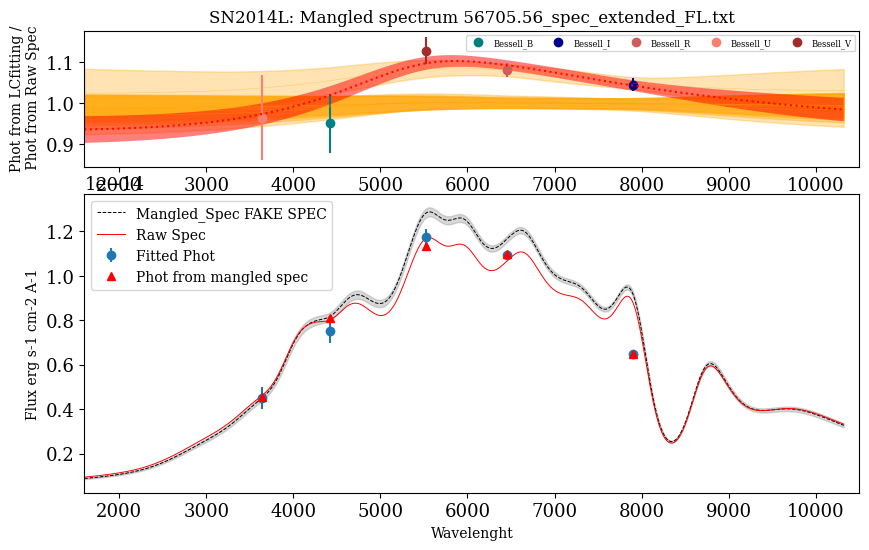 SN2014L: Mangled spectrum 56705.56_spec_extended_FL.txt
Phot from LCfitting /
Phot from Raw Spec
Bessell_B Bessell_I Bessell_R Bessell_U Bessell_V
1.1
1.0
0.9
2000 3000 4000 5000 6000 7000 8000 9000 10000
1e−14
Flux erg s-1 cm-2 A-1
Mangled_Spec FAKE SPEC
Raw Spec
Fitted Phot
Phot from mangled spec
1.2
1.0
0.8
0.6
0.4
0.2
2000 3000 4000 5000 6000 7000 8000 9000 10000
Wavelenght